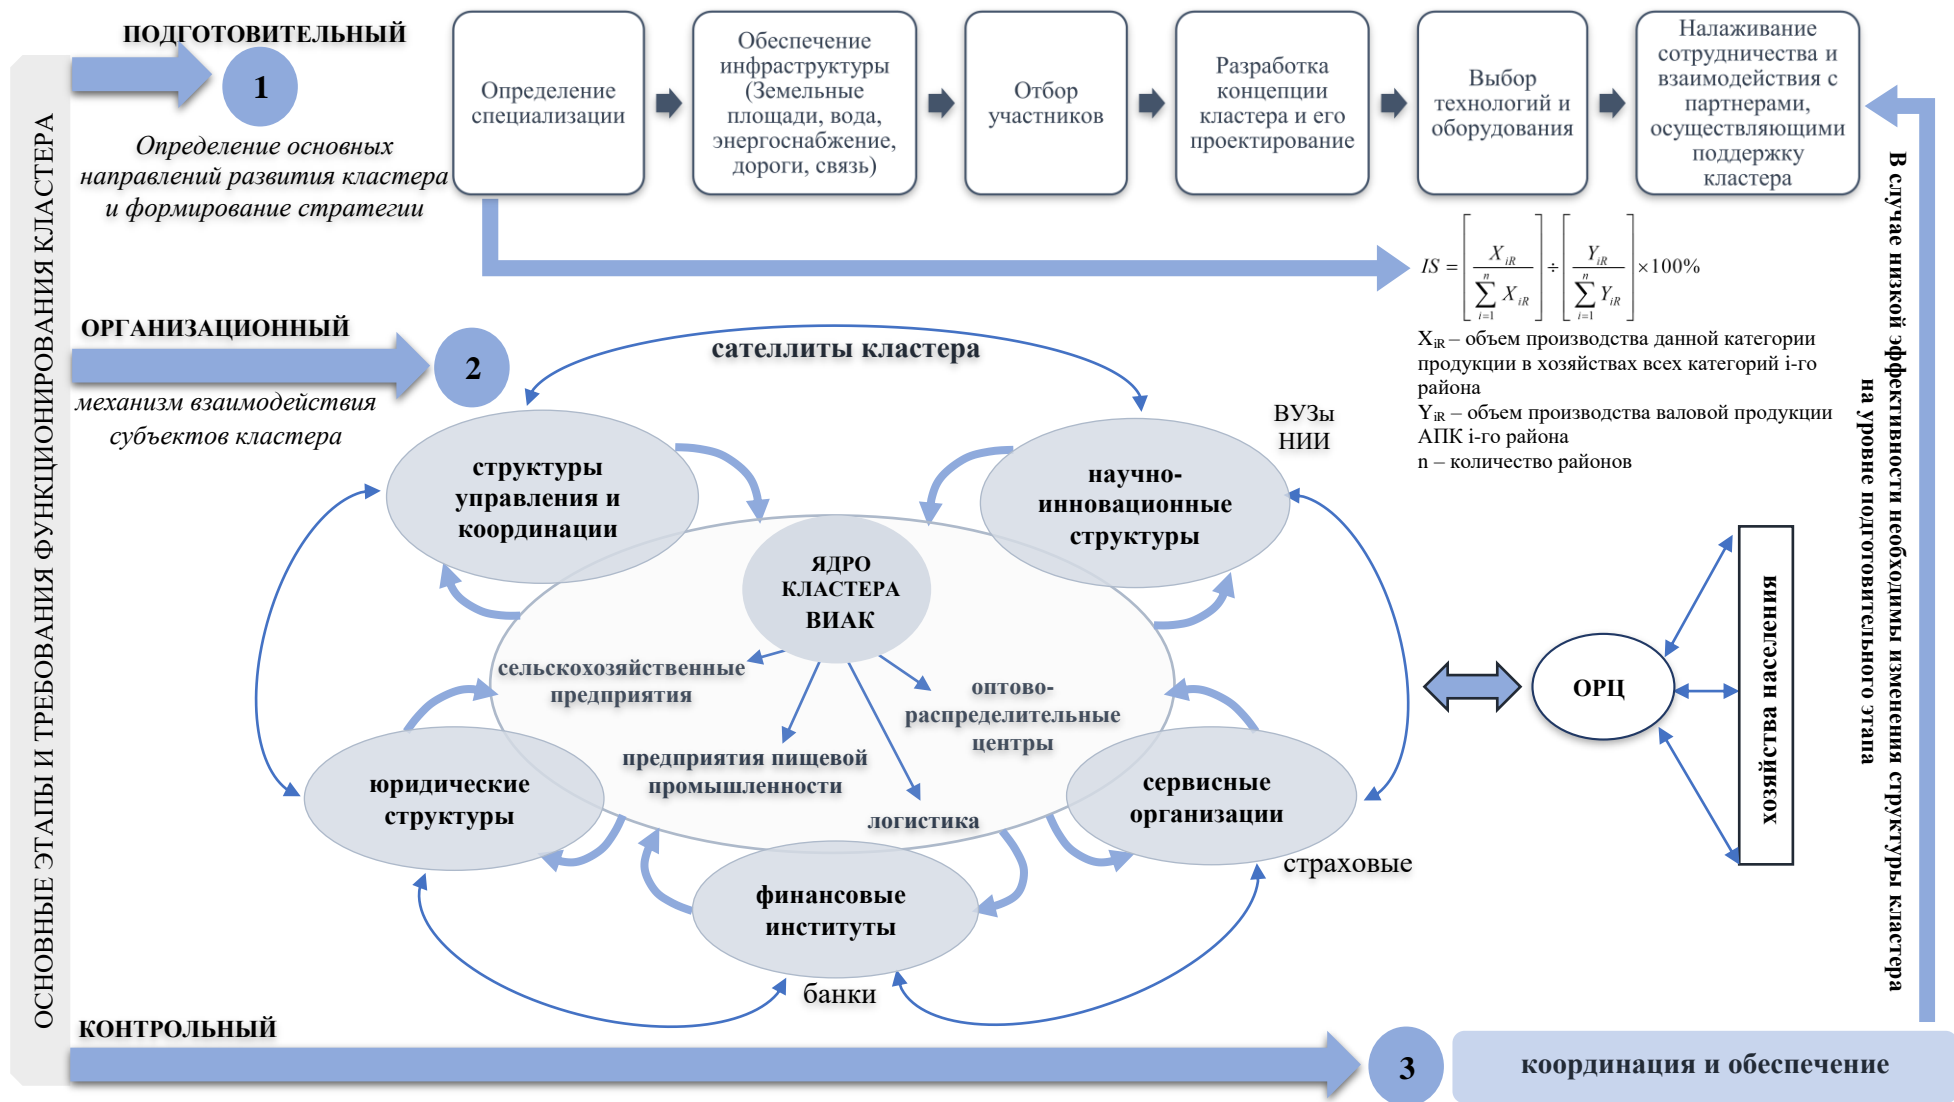 ОСНОВНЫЕ ЭТАПЫ И ТРЕБОВАНИЯ ФУНКЦИОНИРОВАНИЯ КЛАСТЕРА
ПОДГОТОВИТЕЛЬНЫЙ
1
Определение основных
направлений развития кластера
и формирование стратегии
Определение
специализации
Обеспечение
инфраструктуры
(Земельные
площади, вода,
энергоснабжение,
дороги, связь)
Отбор
участников
Разработка
концепции
кластера и его
проектирование
Выбор
технологий и
оборудования
Налаживание
сотрудничества и
взаимодействия с
партнерами,
осуществляющими
поддержку
кластера
IS = [X_iR / ∑_{i=1}^{n} X_iR] ÷ [Y_iR / ∑_{i=1}^{n} Y_iR] ×100%
X_iR – объем производства данной категории
продукции в хозяйствах всех категорий i-го
района
Y_iR – объем производства валовой продукции
АПК i-го района
n – количество районов
В случае низкой эффективности необходимы изменения структуры кластера
на уровне подготовительного этапа
ОРГАНИЗАЦИОННЫЙ
2
механизм взаимодействия
субъектов кластера
сателлиты кластера
структуры
управления и
координации
ВУЗы
НИИ
научно-
инновационные
структуры
ЯДРО
КЛАСТЕРА
ВИАК
сельскохозяйственные
предприятия
оптово-
распределительные
центры
предприятия пищевой
промышленности
логистика
юридические
структуры
сервисные
организации
страховые
финансовые
институты
банки
ОРЦ
хозяйства населения
КОНТРОЛЬНЫЙ
3
координация и обеспечение